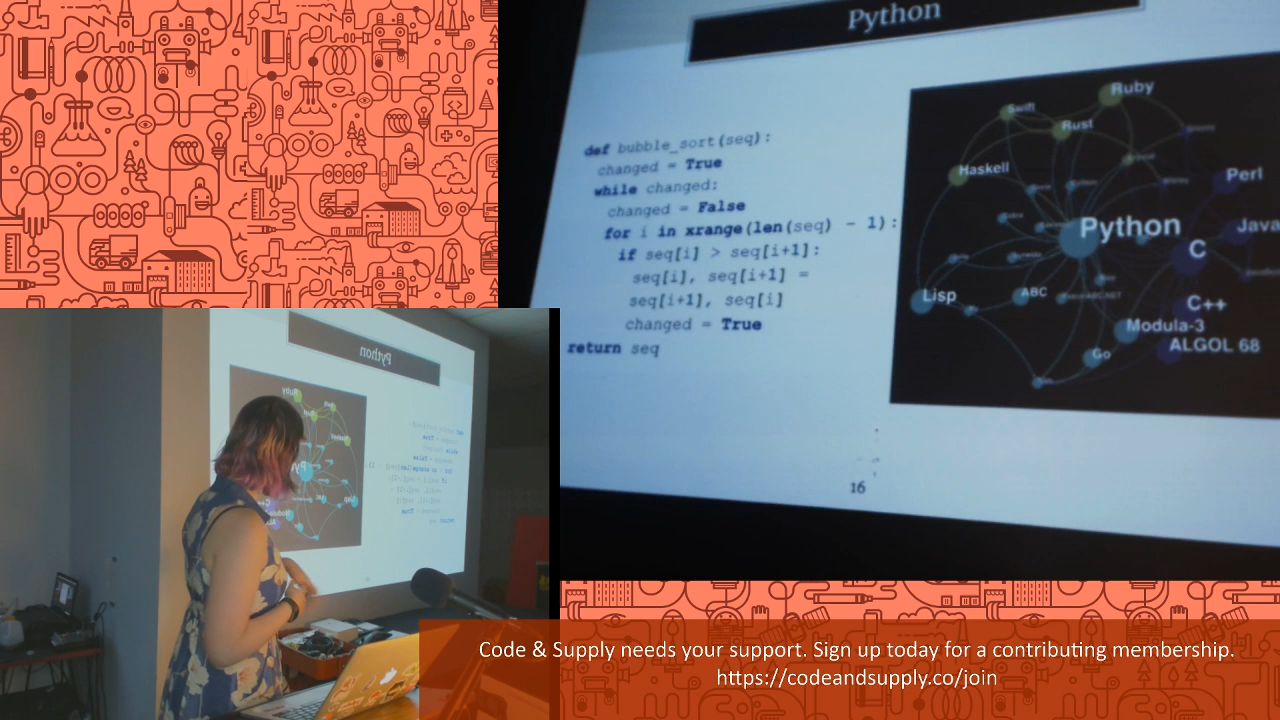 Python
def bubble_sort(seq):
changed = True
while changed:
changed = False
for i in xrange(len(seq) - 1):
if seq[i] > seq[i+1]:
seq[i], seq[i+1] =
seq[i+1], seq[i]
changed = True
return seq
Ruby
Swift
Rust
Haskell
Perl
Python
Java
C
Lisp
ABC
C++
Modula-3
ALGOL 68
Go
16
Python
Ruby
Lisp
Code & Supply needs your support. Sign up today for a contributing membership.
https://codeandsupply.co/join